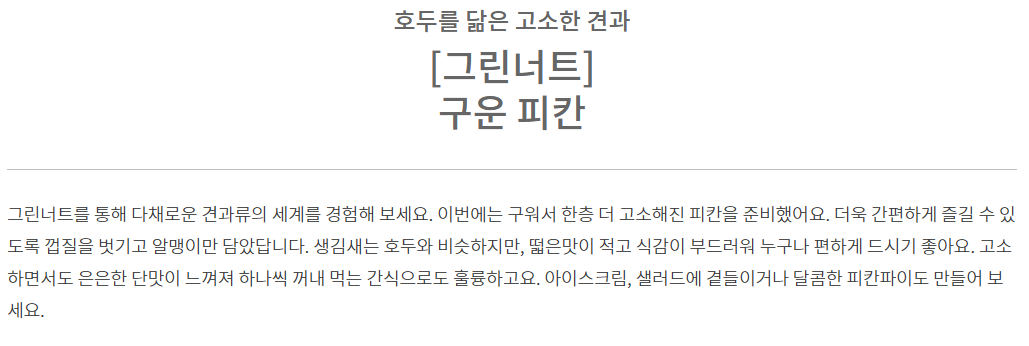 호두를 닮은 고소한 견과
[그린너트]
구운 피칸
그린너트를 통해 다채로운 견과류의 세계를 경험해 보세요. 이번에는 구워서 한층 더 고소해진 피칸을 준비했어요. 더욱 간편하게 즐길 수 있
도록 껍질을 벗기고 알맹이만 담았답니다. 생김새는 호두와 비슷하지만, 떫은맛이 적고 식감이 부드러워 누구나 편하게 드시기 좋아요. 고소
하면서도 은은한 단맛이 느껴져 하나씩 꺼내 먹는 간식으로도 훌륭하고요. 아이스크림, 샐러드에 곁들이거나 달콤한 피칸파이도 만들어 보
세요.